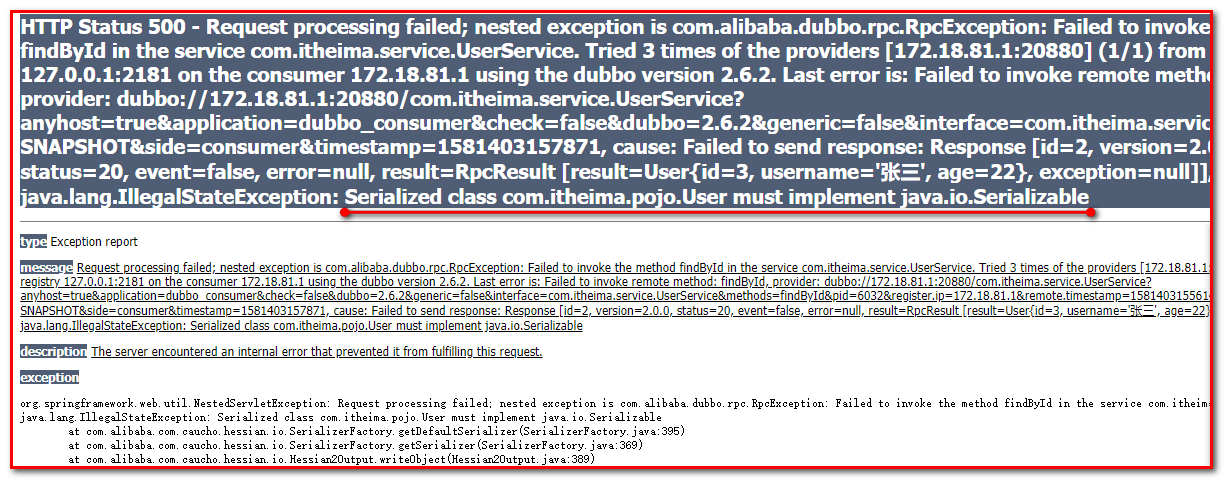 HTTP Status 500 - Request processing failed; nested exception is com.alibaba.dubbo.rpc.RpcException: Failed to invoke
findById in the service com.itheima.service.UserService. Tried 3 times of the providers [172.18.81.1:20880] (1/1) from
127.0.0.1:2181 on the consumer 172.18.81.1 using the dubbo version 2.6.2. Last error is: Failed to invoke remote metho
provider: dubbo://172.18.81.1:20880/com.itheima.service.UserService?
anyhost=true&application=dubbo_consumer&check=false&dubbo=2.6.2&generic=false&interface=com.itheima.servic
SNAPSHOT&side=consumer&timestamp=1581403157871, cause: Failed to send response: Response [id=2, version=2.0
status=20, event=false, error=null, result=RpcResult [result=User{id=3, username='张三', age=22}, exception=null]],
java.lang.IllegalStateException: Serialized class com.itheima.pojo.User must implement java.io.Serializable
type Exception report
message Request processing failed; nested exception is com.alibaba.dubbo.rpc.RpcException: Failed to invoke the method findById in the service com.itheima.service.UserService. Tried 3 times of the providers [172.18.81.1:
registry 127.0.0.1:2181 on the consumer 172.18.81.1 using the dubbo version 2.6.2. Last error is: Failed to invoke remote method: findById, provider: dubbo://172.18.81.1:20880/com.itheima.service.UserService?
anyhost=true&application=dubbo_consumer&check=false&dubbo=2.6.2&generic=false&interface=com.itheima.service.UserService&methods=findById&pid=6032&register.ip=172.18.81.1&remote.timestamp=1581403155614
SNAPSHOT&side=consumer&timestamp=1581403157871, cause: Failed to send response: Response [id=2, version=2.0.0, status=20, event=false, error=null, result=RpcResult [result=User{id=3, username='张三', age=22}
java.lang.IllegalStateException: Serialized class com.itheima.pojo.User must implement java.io.Serializable
description The server encountered an internal error that prevented it from fulfilling this request.
exception
org.springframework.web.util.NestedServletException: Request processing failed; nested exception is com.alibaba.dubbo.rpc.RpcException: Failed to invoke the method findById in the service com.itheima
java.lang.IllegalStateException: Serialized class com.itheima.pojo.User must implement java.io.Serializable
at com.alibaba.com.caucho.hessian.io.SerializerFactory.getDefaultSerializer(SerializerFactory.java:395)
at com.alibaba.com.caucho.hessian.io.SerializerFactory.getSerializer(SerializerFactory.java:369)
at com.alibaba.com.caucho.hessian.io.Hessian2Output.writeObject(Hessian2Output.java:389)